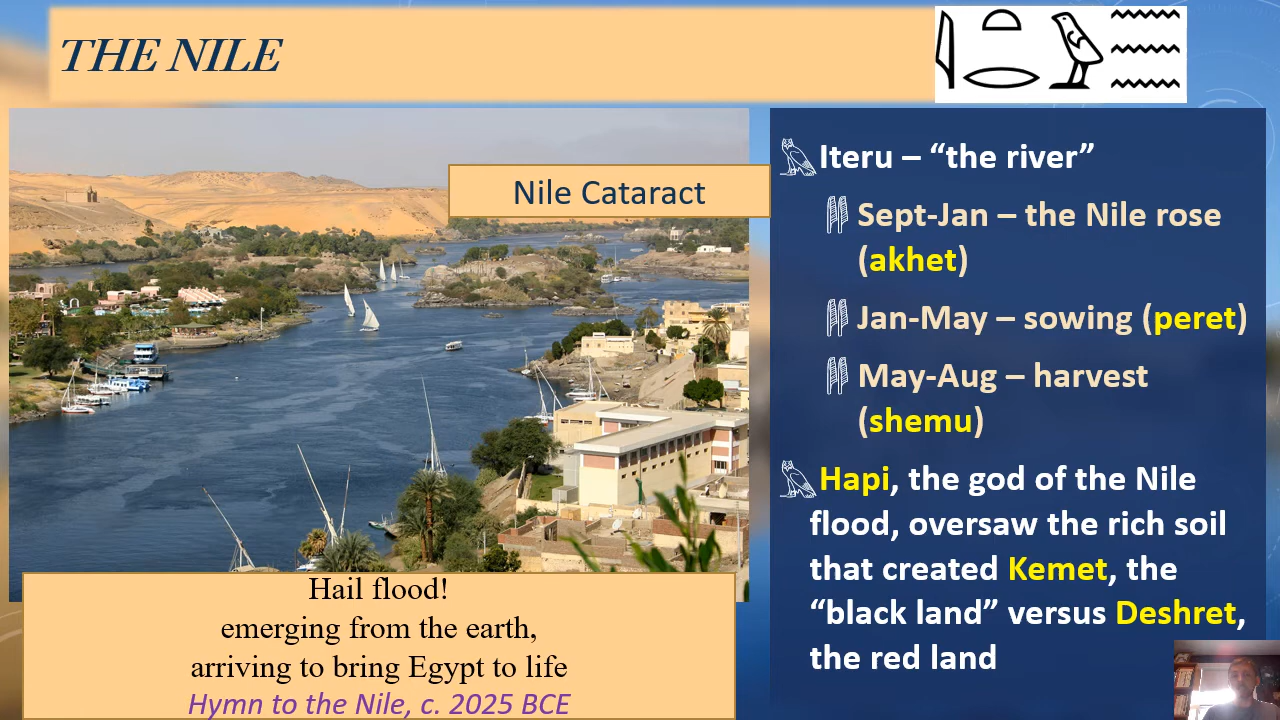 THE NILE
Nile Cataract
Iteru – “the river”
Sept-Jan – the Nile rose
(akhet)
Jan-May – sowing (peret)
May-Aug – harvest
(shemu)
Hapi, the god of the Nile
flood, oversaw the rich soil
that created Kemet, the
“black land” versus Deshret,
the red land
Hail flood!
emerging from the earth,
arriving to bring Egypt to life
Hymn to the Nile, c. 2025 BCE